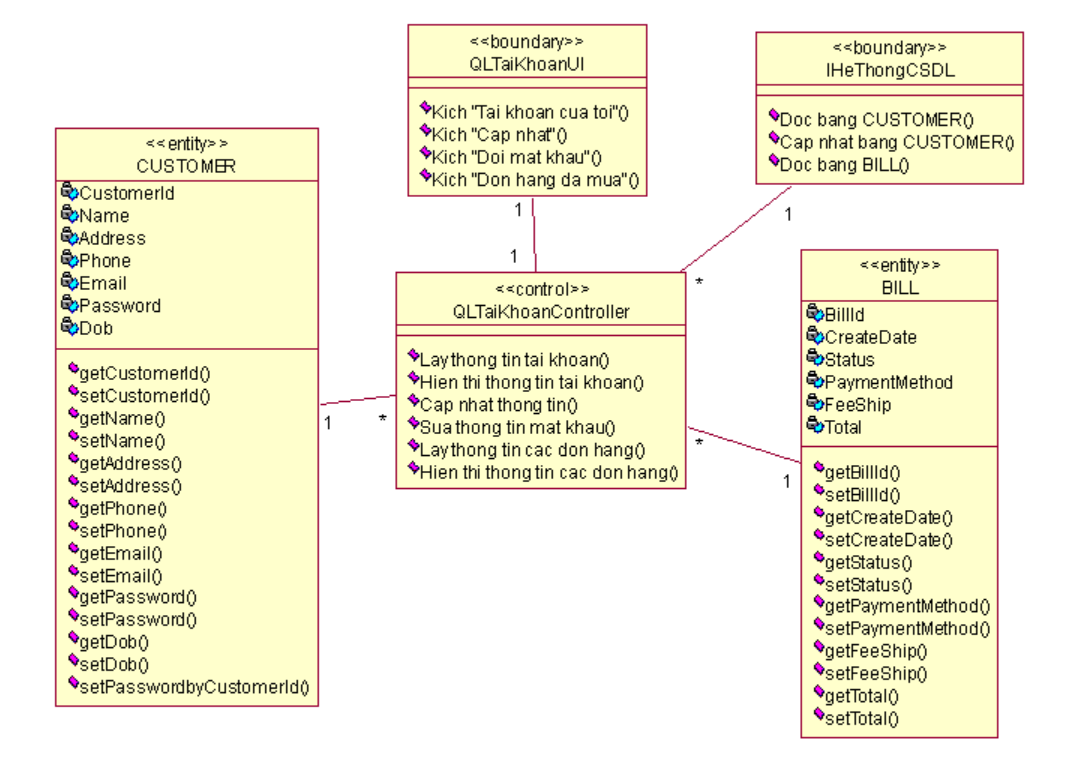 <<boundary>>
QLTaiKhoanUI
Kich "Tai khoan cua toi"()
Kich "Cap nhat"()
Kich "Doi mat khau"()
Kich "Don hang da mua"()
<<boundary>>
IHeThongCSDL
Doc bang CUSTOMER()
Cap nhat bang CUSTOMER()
Doc bang BILL()
<<entity>>
CUSTOMER
CustomerId
Name
Address
Phone
Email
Password
Dob
getCustomerId()
setCustomerId()
getName()
setName()
getAddress()
setAddress()
getPhone()
setPhone()
getEmail()
setEmail()
getPassword()
setPassword()
getDob()
setDob()
setPasswordbyCustomerId()
1
1
1
*
<<control>>
QLTaiKhoanController
Lay thong tin tai khoan()
Hien thi thong tin tai khoan()
Cap nhat thong tin()
Sua thong tin mat khau()
Lay thong tin cac don hang()
Hien thi thong tin cac don hang()
1
*
*
1
<<entity>>
BILL
BillId
CreateDate
Status
PaymentMethod
FeeShip
Total
getBillId()
setBillId()
getCreateDate()
setCreateDate()
getStatus()
setStatus()
getPaymentMethod()
setPaymentMethod()
getFeeShip()
setFeeShip()
getTotal()
setTotal()